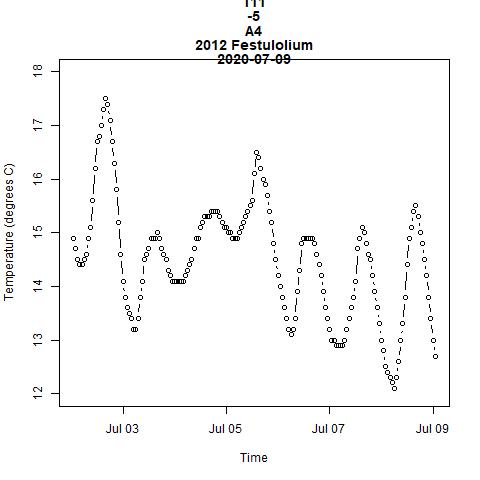 T11
-5
A4
2012 Festulolium
2020-07-09
Temperature (degrees C)
18
17
16
15
14
13
12
Jul 03
Jul 05
Jul 07
Jul 09
Time